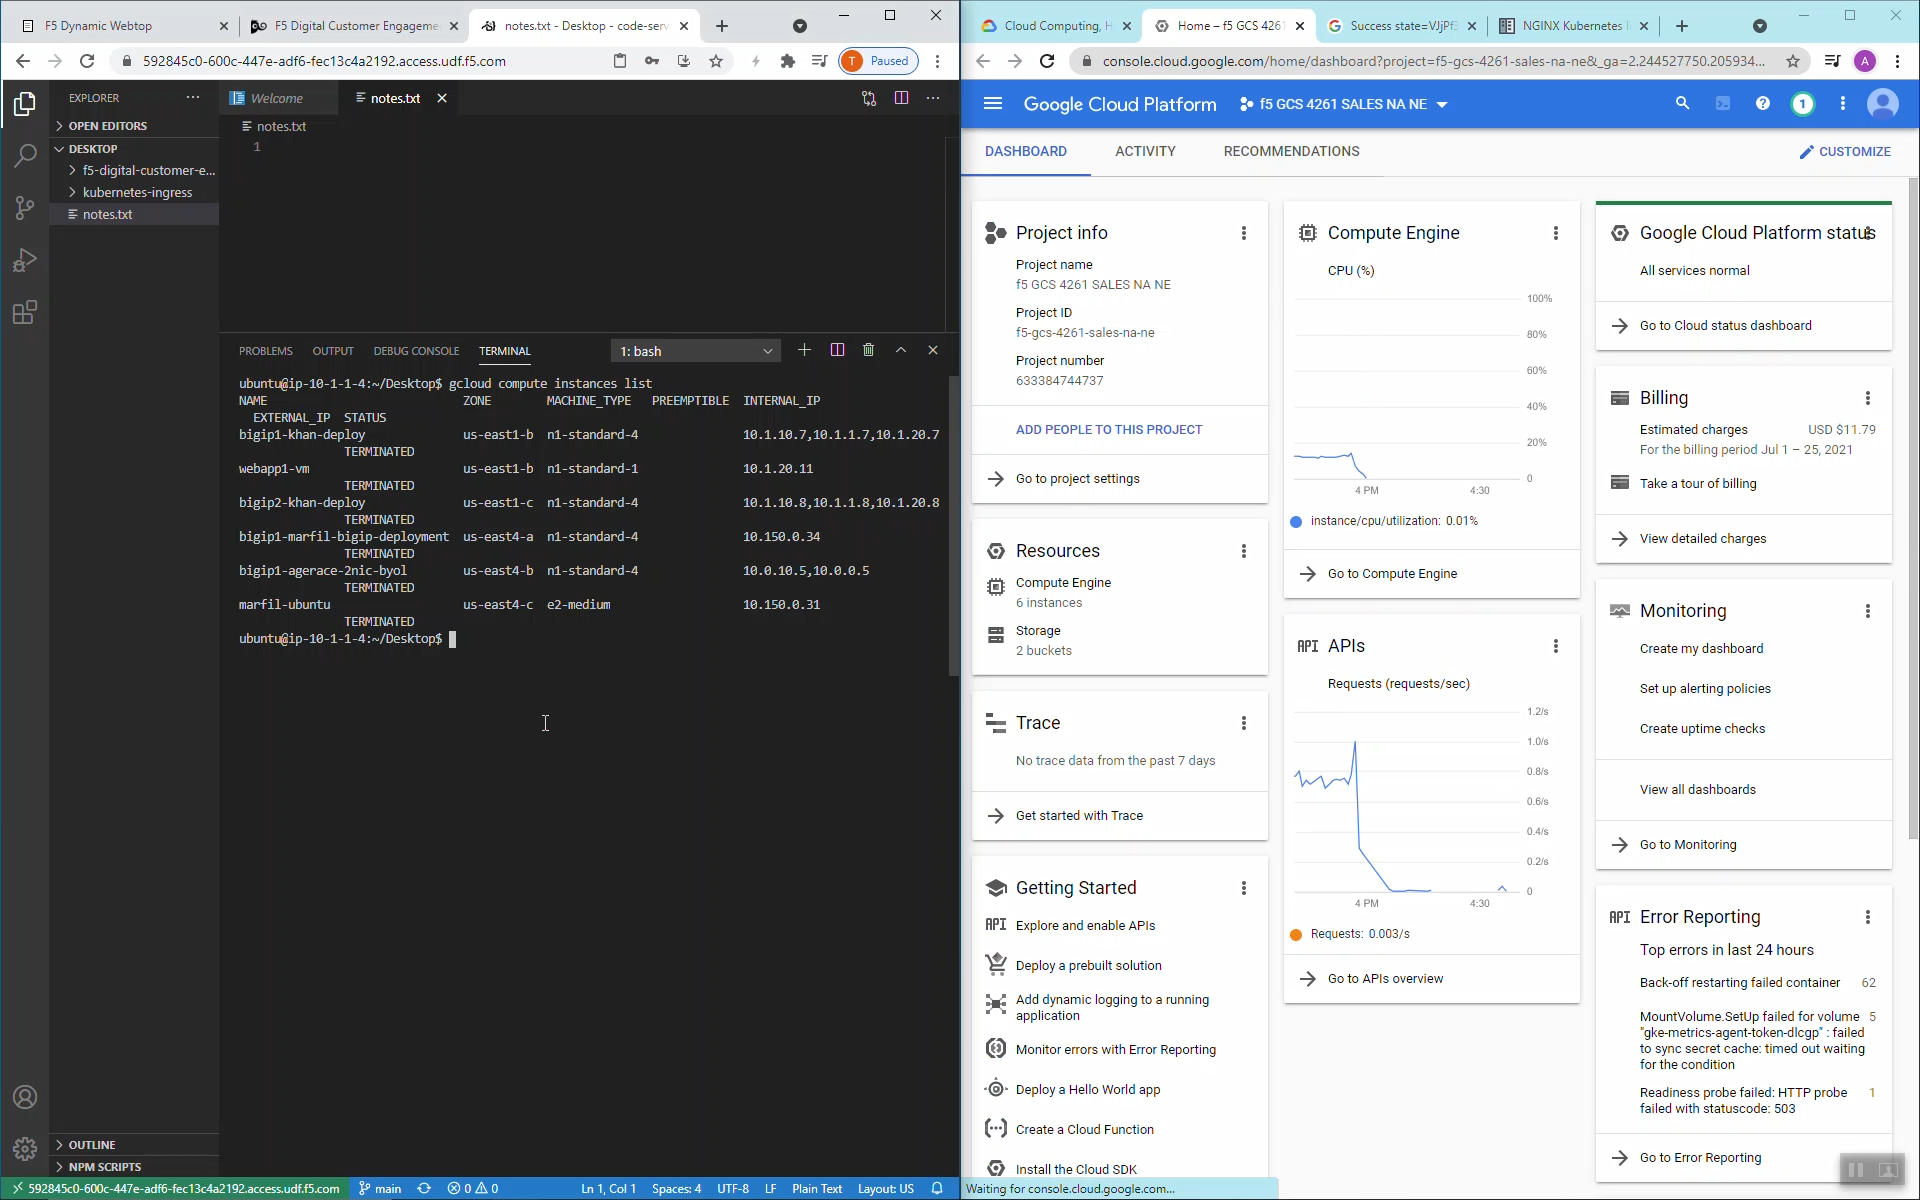 F5 Dynamic Webtop
F5 Digital Customer Engageme
notes.txt - Desktop - code-serv
592845c0-600c-447e-adf6-fec13c4a2192.access.udf.f5.com
T Paused
EXPLORER
OPEN EDITORS
DESKTOP
f5-digital-customer-e...
kubernetes-ingress
notes.txt
OUTLINE
NPM SCRIPTS
Welcome
notes.txt
notes.txt
1
PROBLEMS OUTPUT DEBUG CONSOLE TERMINAL 1: bash
ubuntu@ip-10-1-1-4:~/Desktop$ gcloud compute instances list
NAME ZONE MACHINE_TYPE PREEMPTIBLE INTERNAL_IP
EXTERNAL_IP STATUS
bigip1-khan-deploy us-east1-b n1-standard-4 10.1.10.7,10.1.1.7,10.1.20.7
TERMINATED
webapp1-vm us-east1-b n1-standard-1 10.1.20.11
TERMINATED
bigip2-khan-deploy us-east1-c n1-standard-4 10.1.10.8,10.1.1.8,10.1.20.8
TERMINATED
bigip1-marfil-bigip-deployment us-east4-a n1-standard-4 10.150.0.34
TERMINATED
bigip1-agerace-2nic-byol us-east4-b n1-standard-4 10.0.10.5,10.0.0.5
TERMINATED
marfil-ubuntu us-east4-c e2-medium 10.150.0.31
TERMINATED
ubuntu@ip-10-1-1-4:~/Desktop$
592845c0-600c-447e-adf6-fec13c4a2192.access.udf.f5.com main 0 0 Ln 1, Col 1 Spaces: 4 UTF-8 LF Plain Text Layout: US
Cloud Computing, H
Home – f5 GCS 4261
Success state=VJjPf
NGINX Kubernetes I
console.cloud.google.com/home/dashboard?project=f5-gcs-4261-sales-na-ne&_ga=2.244527750.205934...
A
Google Cloud Platform f5 GCS 4261 SALES NA NE
1
DASHBOARD ACTIVITY RECOMMENDATIONS CUSTOMIZE
Project info
Project name
f5 GCS 4261 SALES NA NE
Project ID
f5-gcs-4261-sales-na-ne
Project number
633384744737
ADD PEOPLE TO THIS PROJECT
Go to project settings
Resources
Compute Engine
6 instances
Storage
2 buckets
Trace
No trace data from the past 7 days
Get started with Trace
Getting Started
API Explore and enable APIs
Deploy a prebuilt solution
Add dynamic logging to a running
application
Monitor errors with Error Reporting
Deploy a Hello World app
Create a Cloud Function
Install the Cloud SDK
Compute Engine
CPU (%)
100%
80%
60%
40%
20%
0
4 PM 4:30
instance/cpu/utilization: 0.01%
Go to Compute Engine
API APIs
Requests (requests/sec)
1.2/s
1.0/s
0.8/s
0.6/s
0.4/s
0.2/s
0
4 PM 4:30
Requests: 0.003/s
Go to APIs overview
Google Cloud Platform status
All services normal
Go to Cloud status dashboard
Billing
Estimated charges USD $11.79
For the billing period Jul 1 – 25, 2021
Take a tour of billing
View detailed charges
Monitoring
Create my dashboard
Set up alerting policies
Create uptime checks
View all dashboards
Go to Monitoring
API Error Reporting
Top errors in last 24 hours
Back-off restarting failed container 62
MountVolume.SetUp failed for volume 5
"gke-metrics-agent-token-dlcgp" : failed
to sync secret cache: timed out waiting
for the condition
Readiness probe failed: HTTP probe 1
failed with statuscode: 503
Go to Error Reporting
Waiting for console.cloud.google.com...